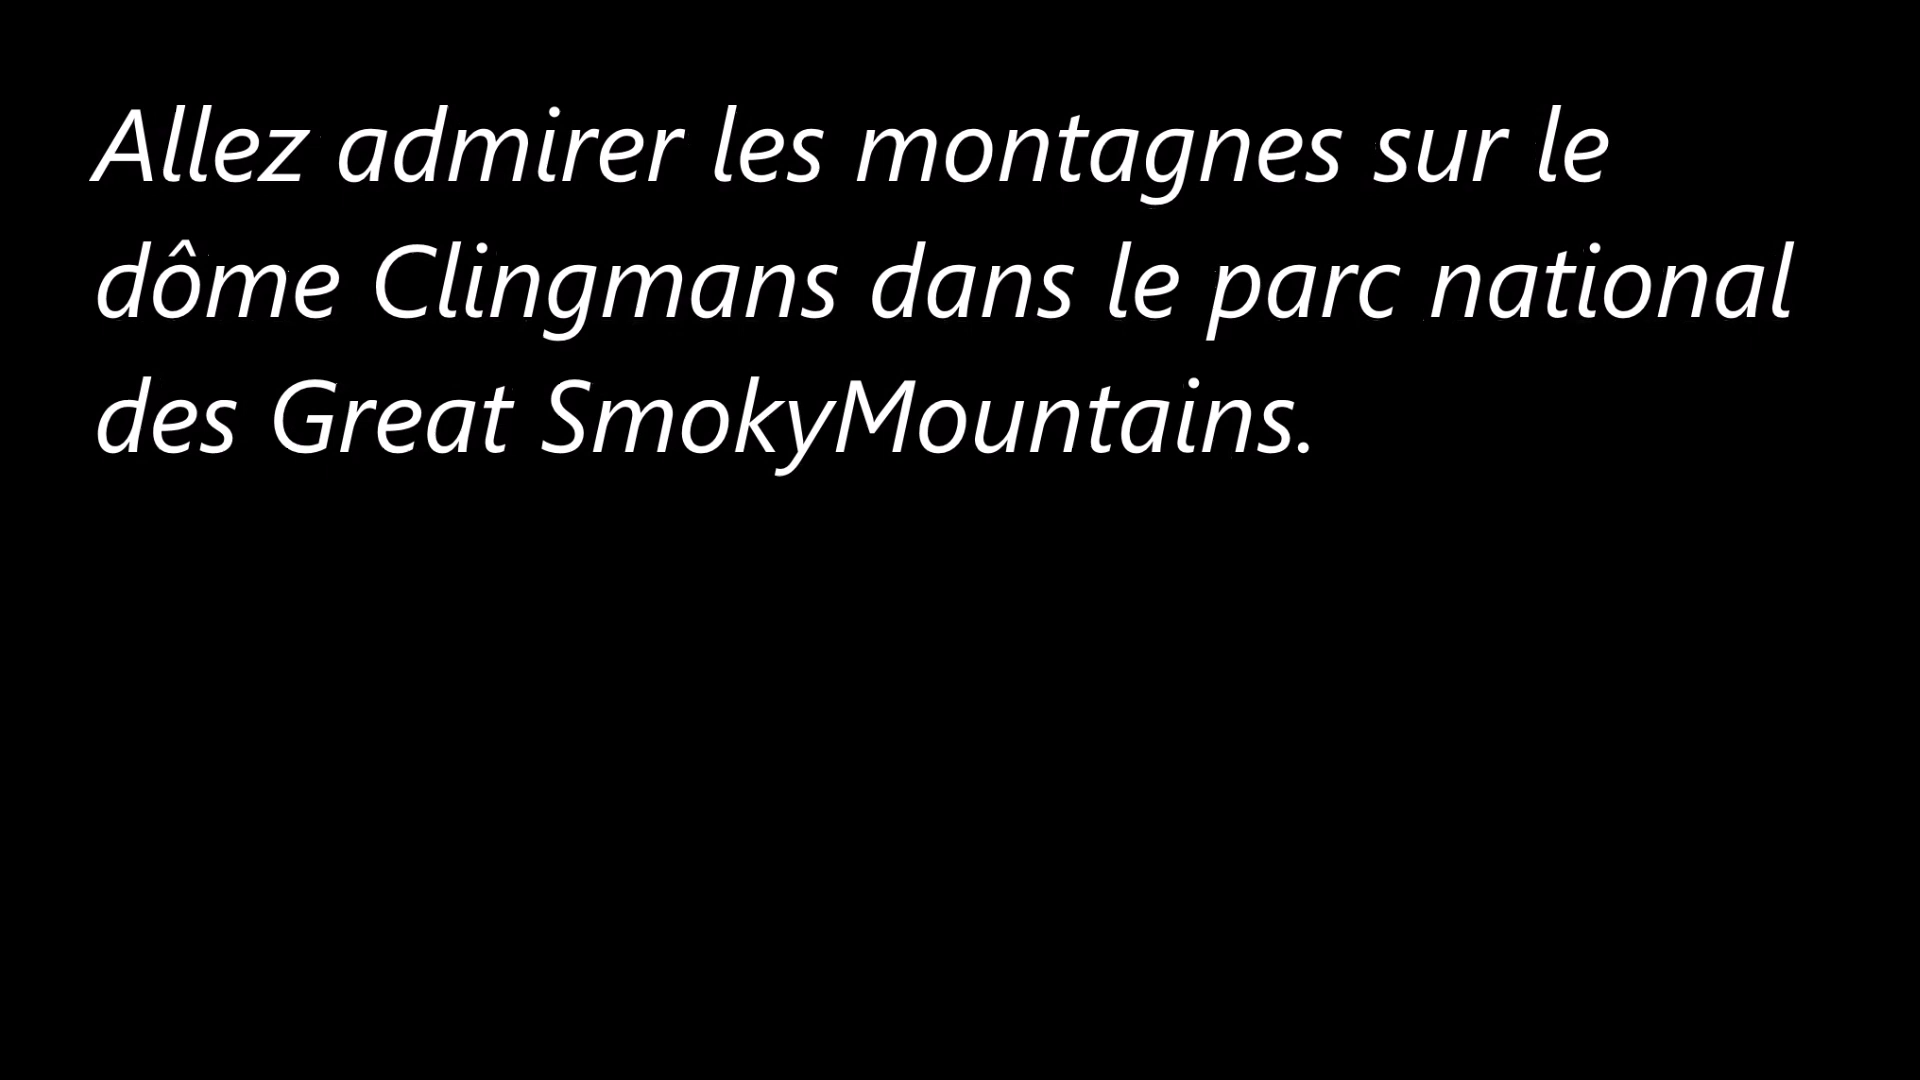 Allez admirer les montagnes sur le
dôme Clingmans dans le parc national
des Great SmokyMountains.